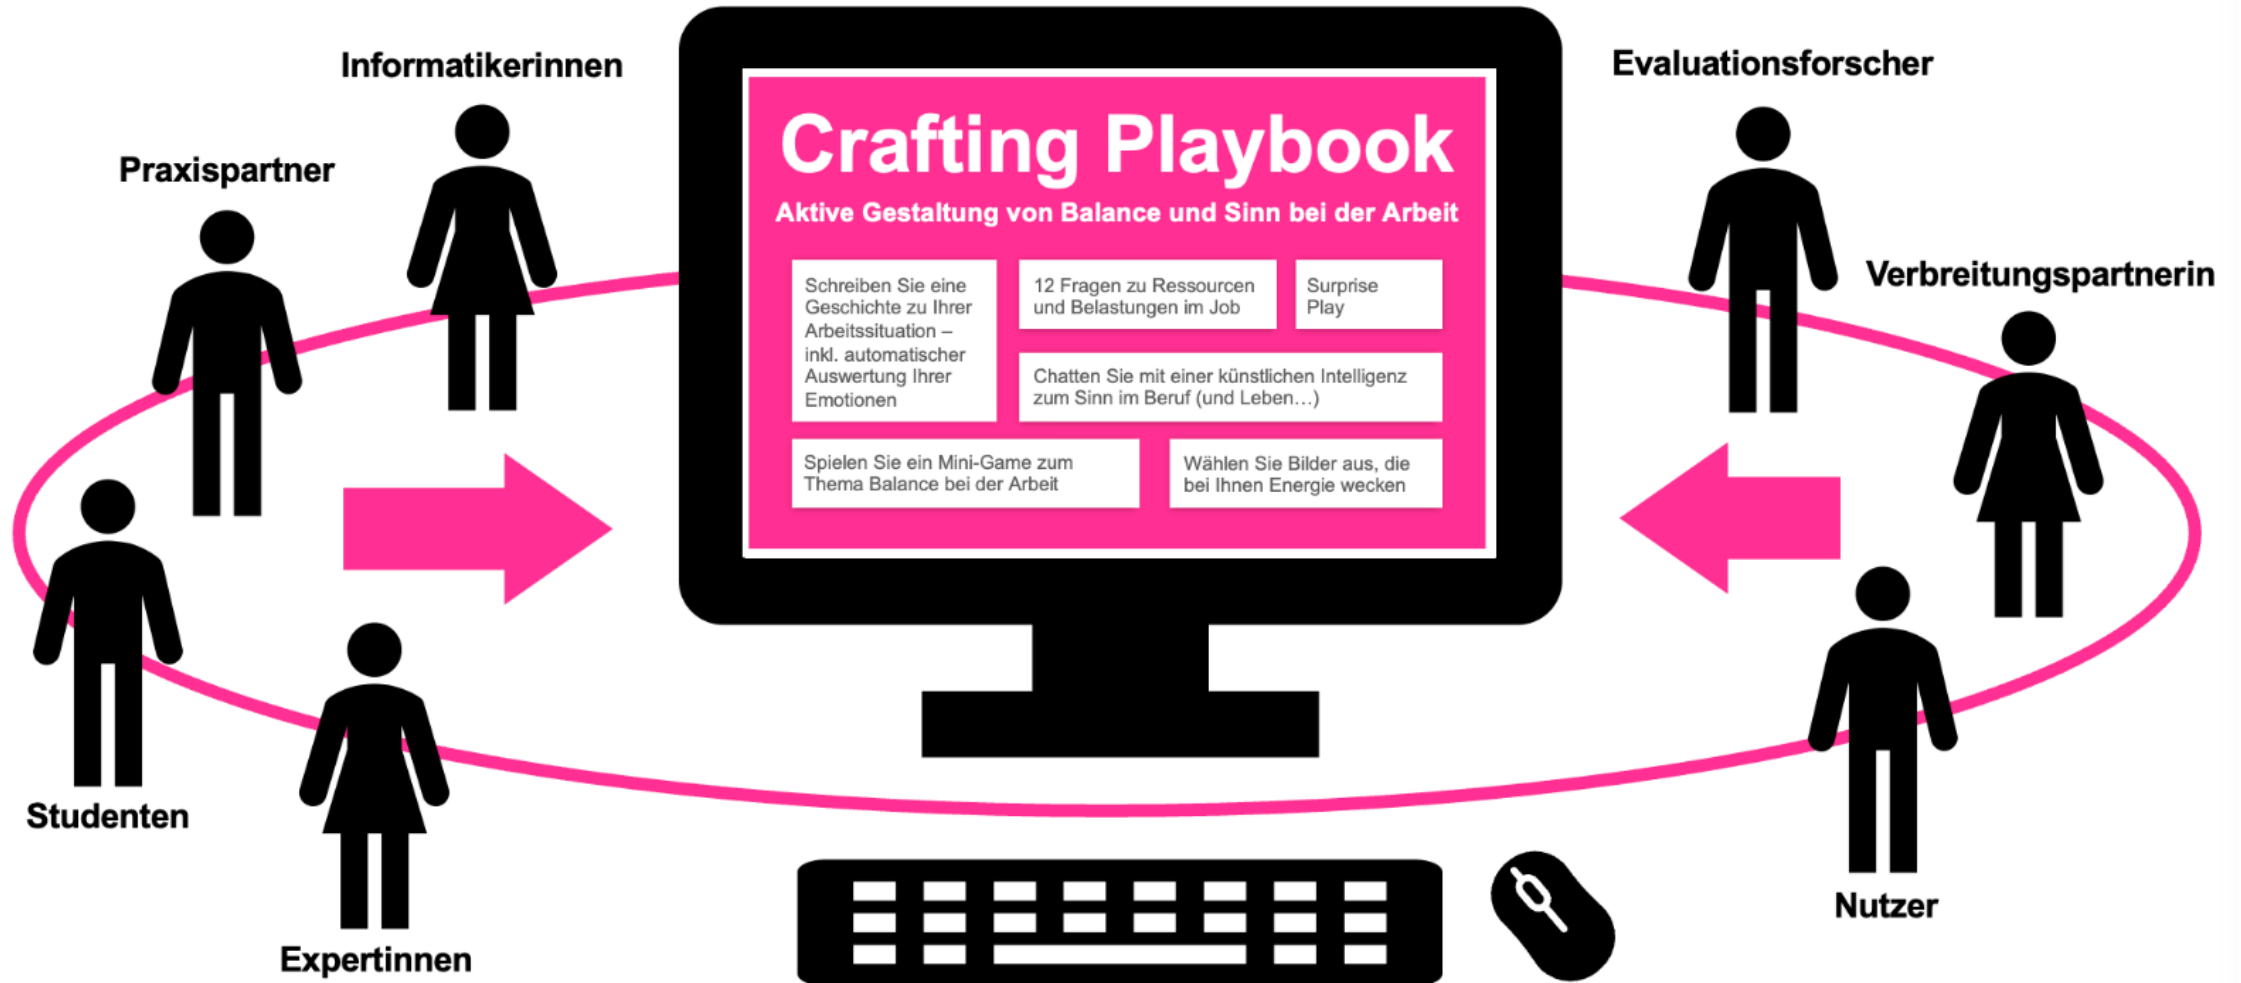 Informatikerinnen
Evaluationsforscher
Praxispartner
Verbreitungspartnerin
Crafting Playbook
Aktive Gestaltung von Balance und Sinn bei der Arbeit
Schreiben Sie eine
Geschichte zu Ihrer
Arbeitssituation –
inkl. automatischer
Auswertung Ihrer
Emotionen
12 Fragen zu Ressourcen
und Belastungen im Job
Surprise
Play
Chatten Sie mit einer künstlichen Intelligenz
zum Sinn im Beruf (und Leben…)
Spielen Sie ein Mini-Game zum
Thema Balance bei der Arbeit
Wählen Sie Bilder aus, die
bei Ihnen Energie wecken
Studenten
Nutzer
Expertinnen